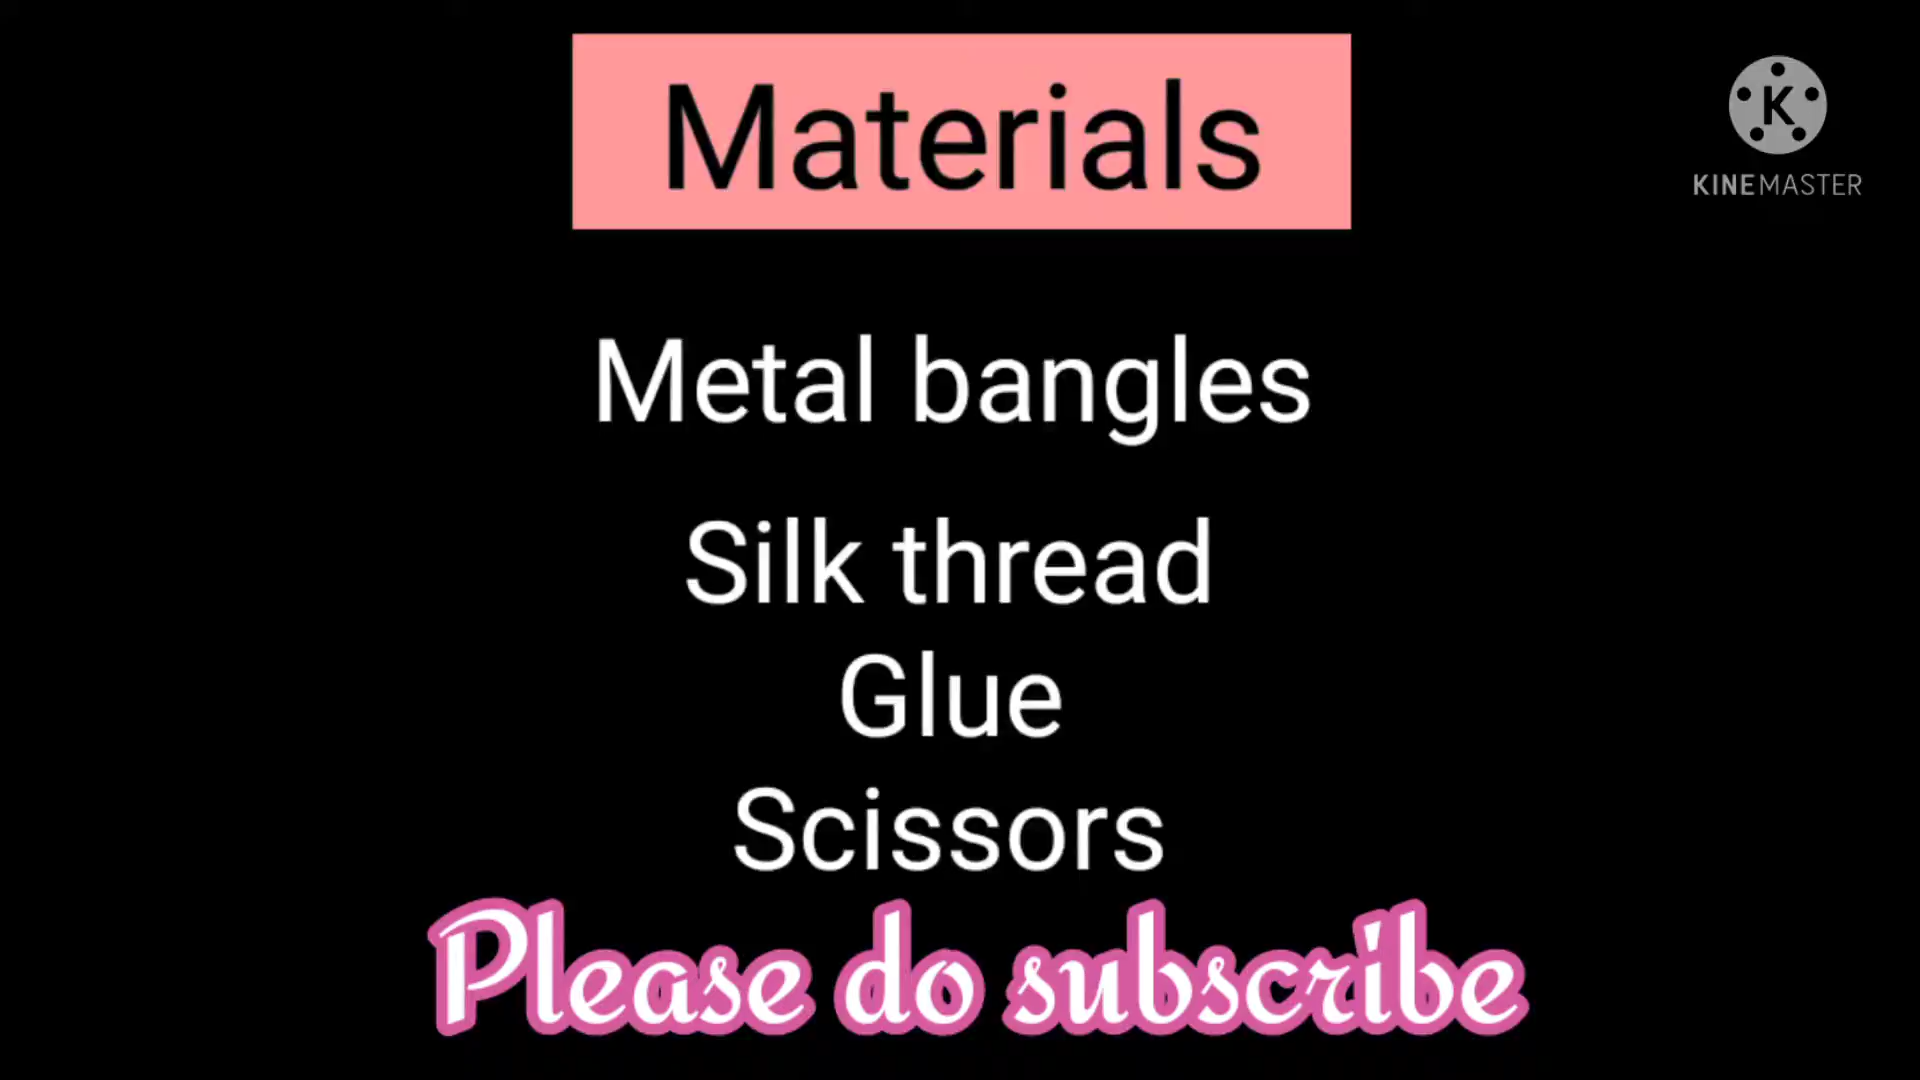 Materials
K
KINEMASTER
Metal bangles
Silk thread
Glue
Scissors
Please do subscribe